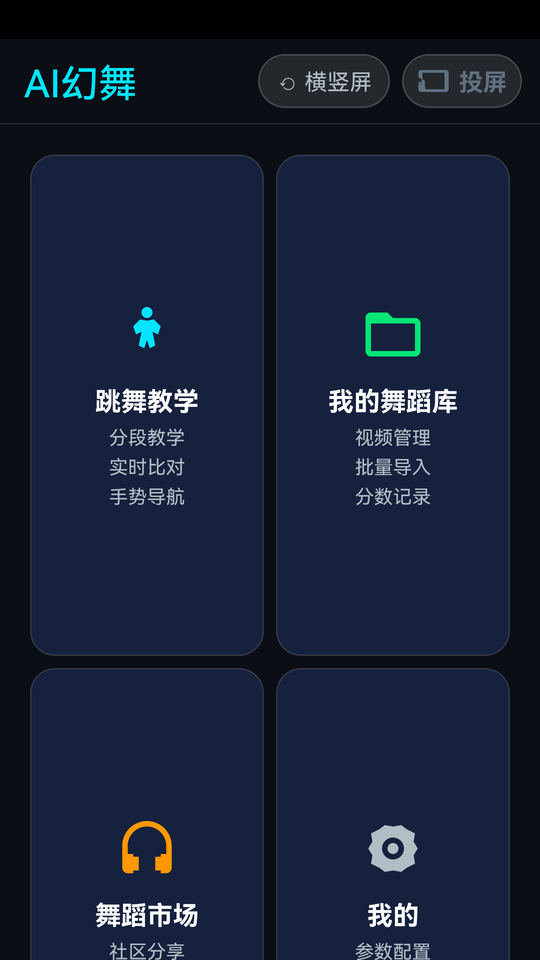 AI幻舞
横竖屏
投屏
跳舞教学
分段教学
实时比对
手势导航
我的舞蹈库
视频管理
批量导入
分数记录
舞蹈市场
社区分享
我的
参数配置